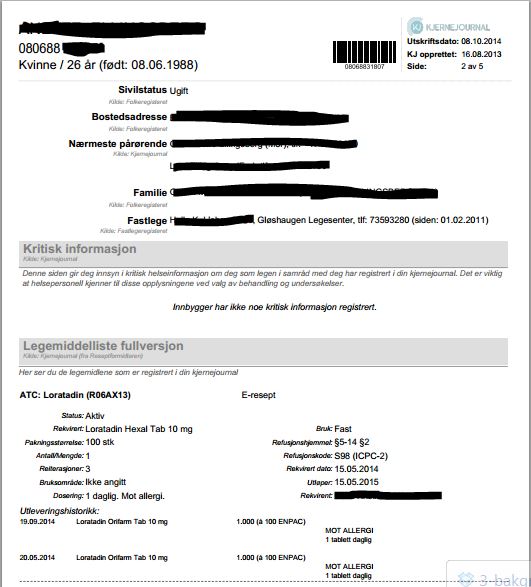 080688
Kvinne / 26 år (født: 08.06.1988)
KJERNEJOURNAL
Utskriftsdato: 08.10.2014
KJ opprettet: 16.08.2013
Side: 2 av 5
08068831807
Sivilstatus Ugift
Kilde: Folkeregisteret
Bostedsadresse
Kilde: Folkeregisteret
Nærmeste pårørende
Kilde: Kjernejournal
Familie
Kilde: Folkeregisteret
Fastlege , Gløshaugen Legesenter, tlf: 73593280 (siden: 01.02.2011)
Kilde: Fastlegeregisteret
Kritisk informasjon
Kilde: Kjernejournal
Denne siden gir deg innsyn i kritisk helseinformasjon om deg som legen i samråd med deg har registrert i din kjernejournal. Det er viktig
at helsepersonell kjenner til disse opplysningene ved valg av behandling og undersøkelser.
Innbygger har ikke noe kritisk informasjon registrert.
Legemiddelliste fullversjon
Kilde: Kjernejournal (fra Reseptformidleren)
Her ser du de legemidlene som er registrert i din kjernejournal
ATC: Loratadin (R06AX13) E-resept
Status: Aktiv
Rekvirert: Loratadin Hexal Tab 10 mg Bruk: Fast
Pakningsstørrelse: 100 stk Refusjonshjemmel: §5-14 §2
Antall/Mengde: 1 Refusjonskode: S98 (ICPC-2)
Reiterasjoner: 3 Rekvirert dato: 15.05.2014
Bruksområde: Ikke angitt Utløper: 15.05.2015
Dosering: 1 daglig. Mot allergi. Rekvirent:
Utleveringshistorikk:
19.09.2014 Loratadin Orifarm Tab 10 mg 1.000 (à 100 ENPAC)
MOT ALLERGI
1 tablett daglig
20.05.2014 Loratadin Orifarm Tab 10 mg 1.000 (à 100 ENPAC)
MOT ALLERGI
1 tablett daglig